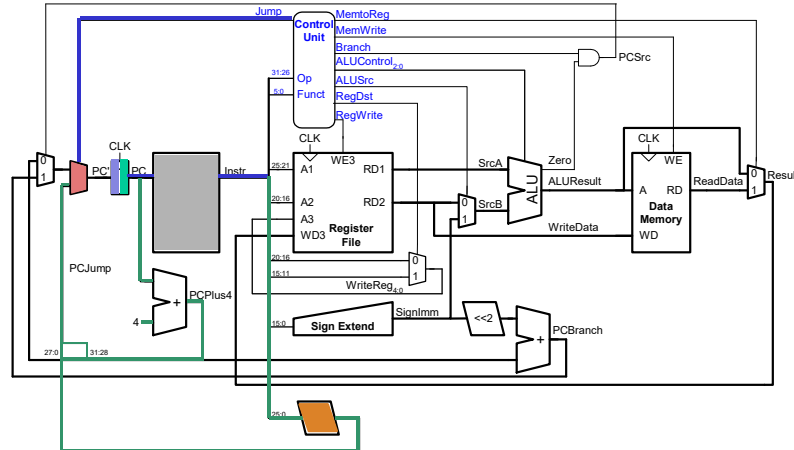 Jump
MemtoReg
Control
Unit
MemWrite
Branch
ALUControl2:0
PCSrc
31:26
Op
ALUSrc
5:0
Funct
RegDst
RegWrite
CLK
CLK
CLK
0
1
PC'
PC
Instr
25:21
A1
WE3
RD1
SrcA
Zero
WE
ALU
ALUResult
A
RD
ReadData
0
1
Resul
20:16
A2
RD2
0
1
SrcB
Data
Memory
A3
Register
File
WD3
WriteData
WD
20:16
0
15:11
1
WriteReg4:0
PCJump
PCPlus4
+
4
SignImm
<<2
15:0
Sign Extend
+
PCBranch
27:0
31:28
25:0